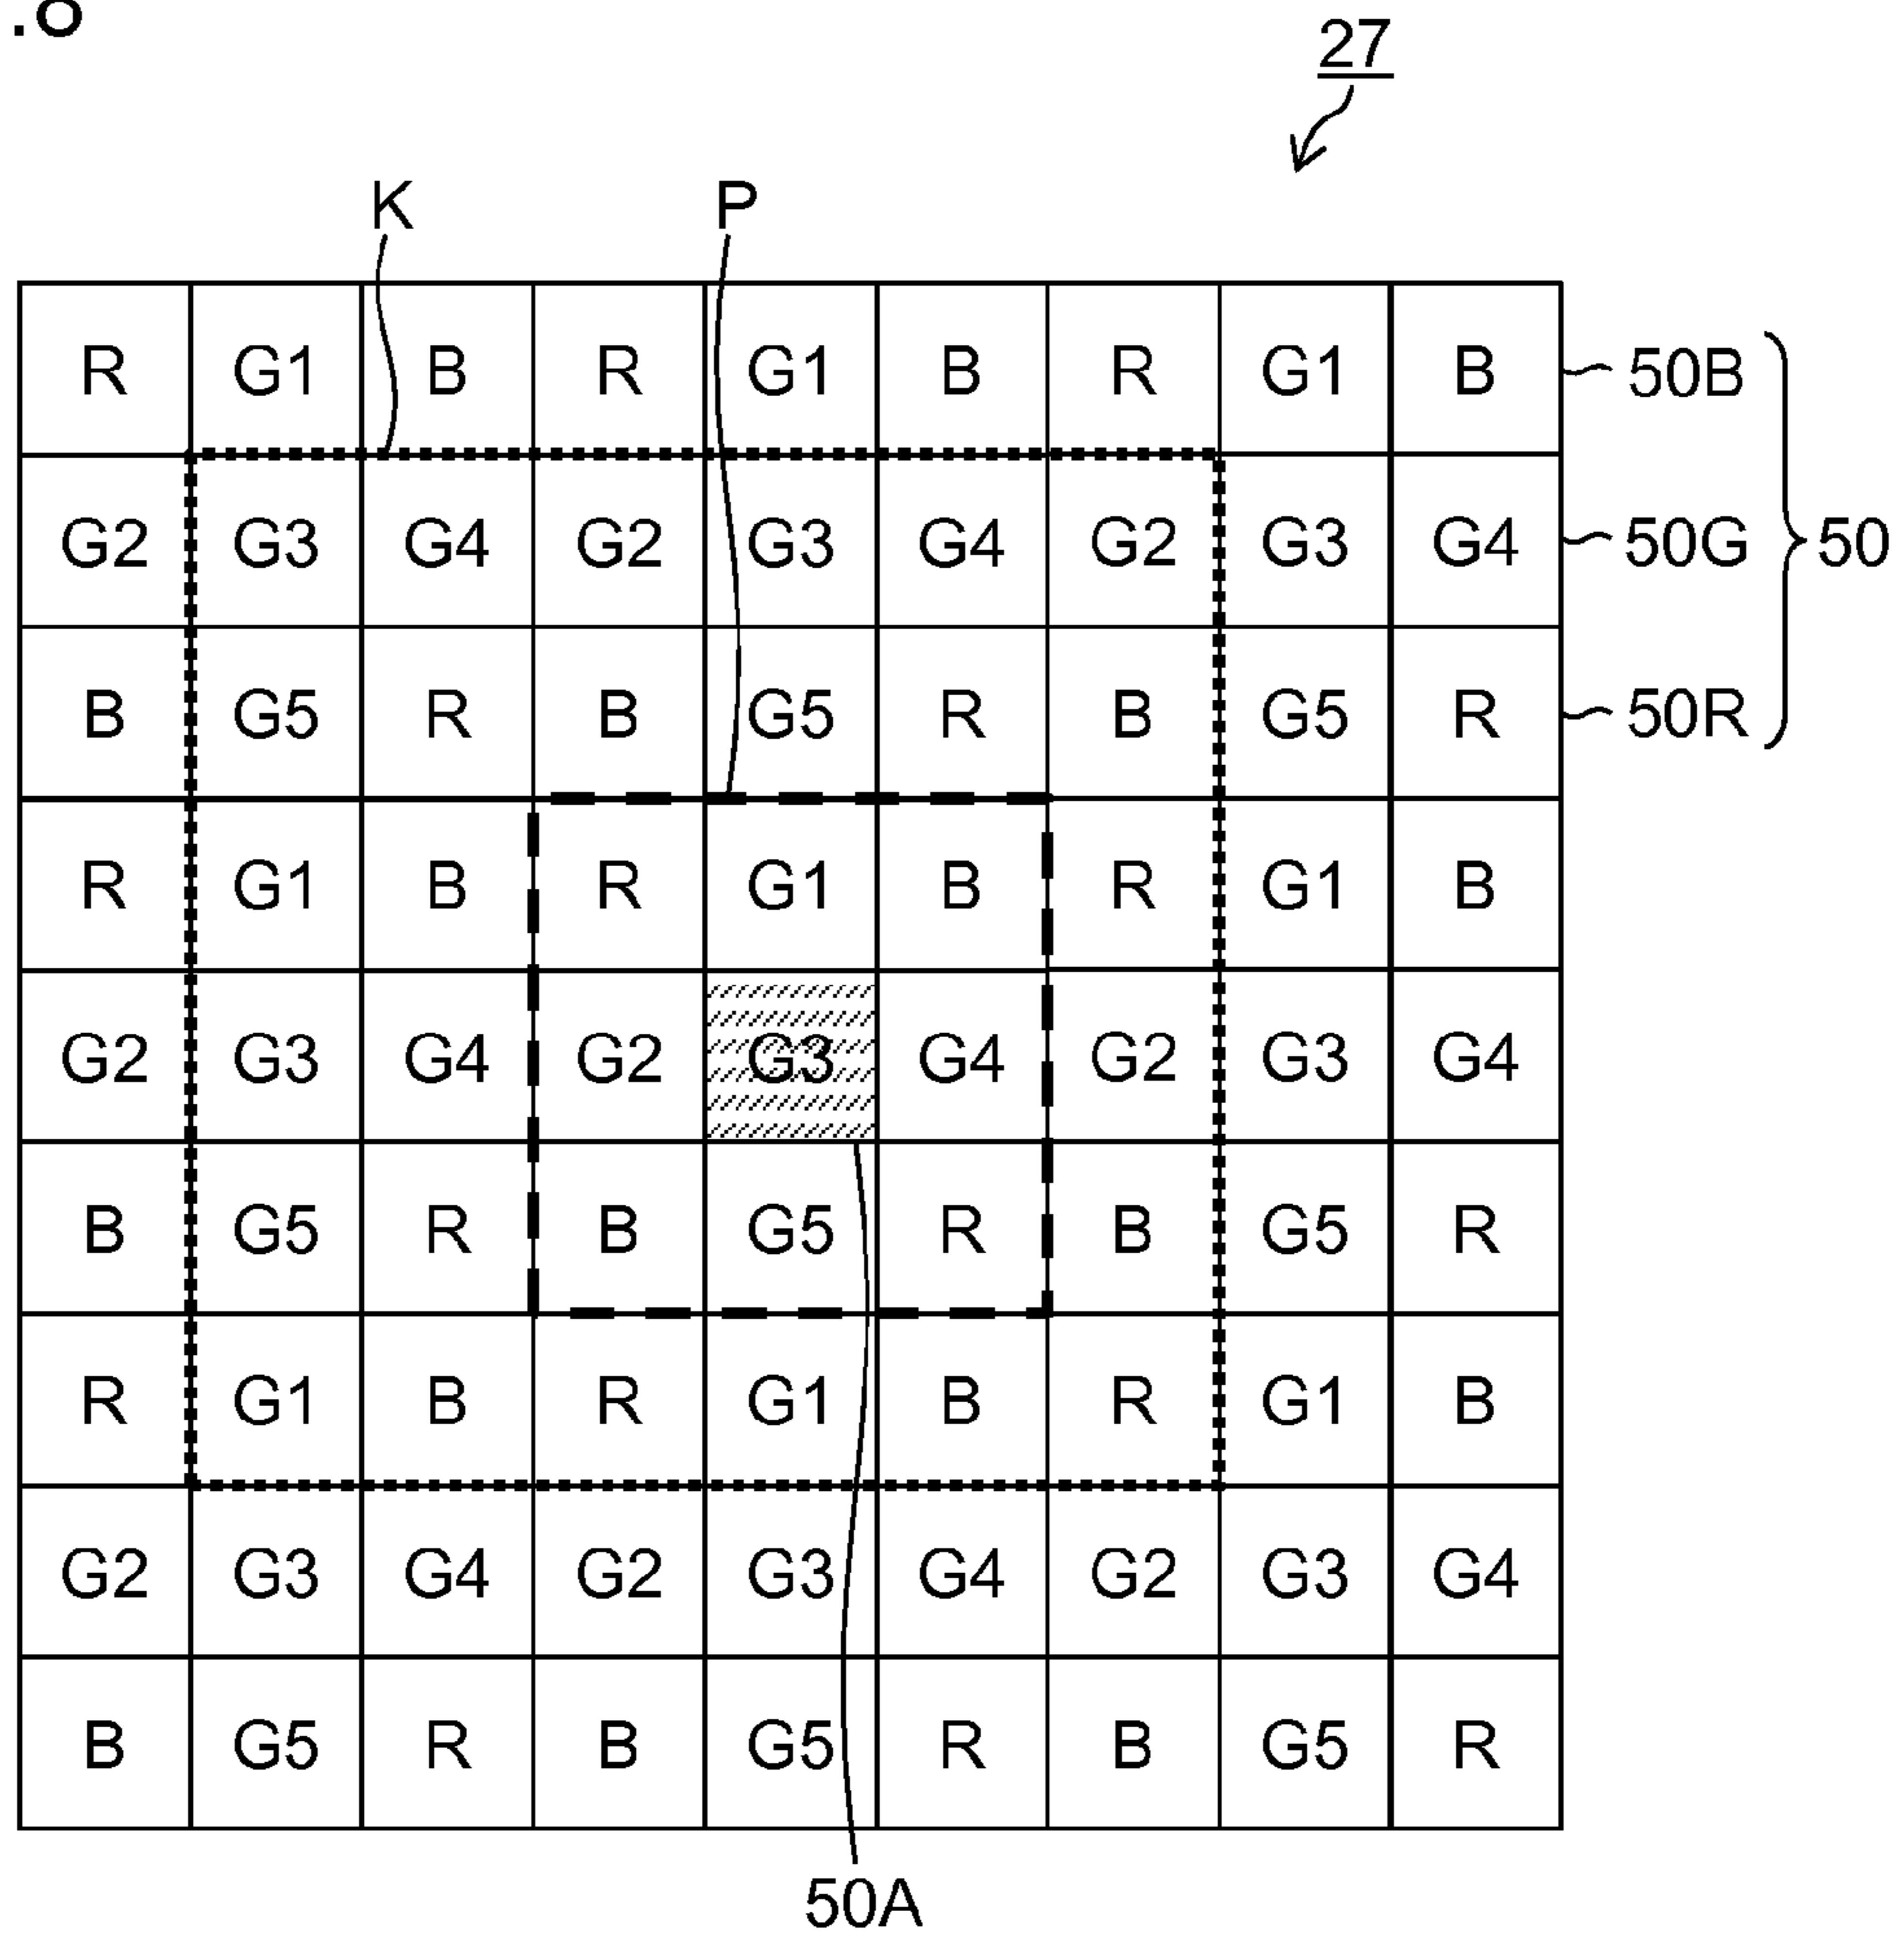 .8
27
K P
R G1 B R G1 B R G1 B 50B
G2 G3 G4 G2 G3 G4 G2 G3 G4 50G 50
B G5 R B G5 R B G5 R 50R
R G1 B R G1 B R G1 B
G2 G3 G4 G2 G3 G4 G2 G3 G4
B G5 R B G5 R B G5 R
R G1 B R G1 B R G1 B
G2 G3 G4 G2 G3 G4 G2 G3 G4
B G5 R B G5 R B G5 R
50A